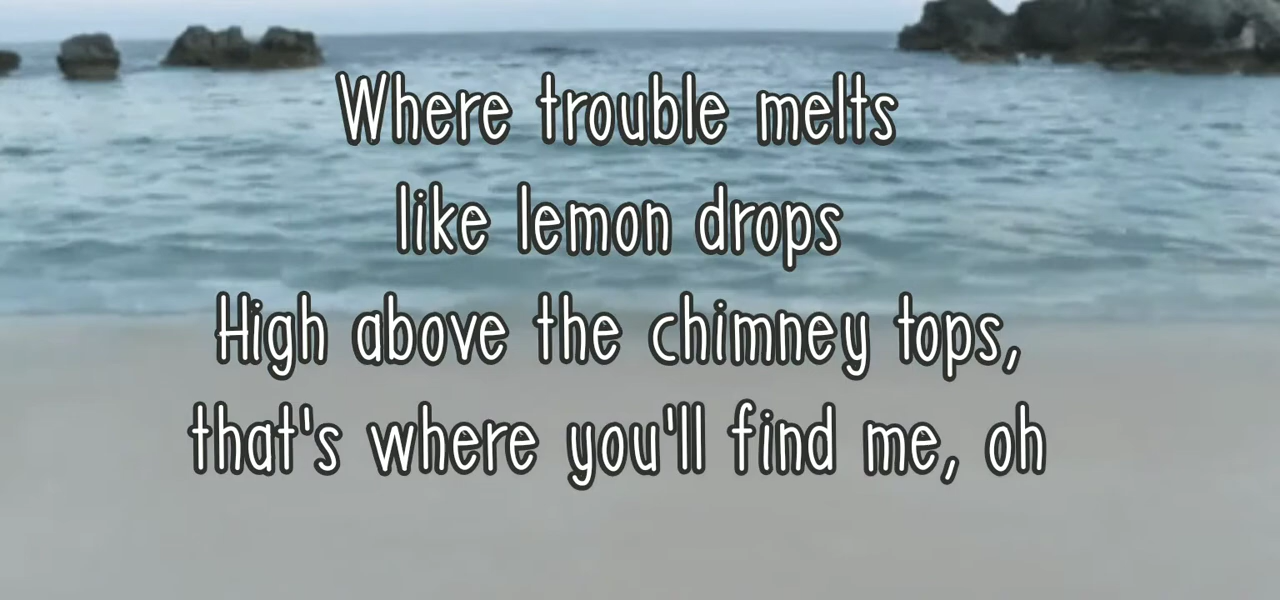 Where trouble melts
like lemon drops
High above the chimney tops,
that's where you'll find me, oh